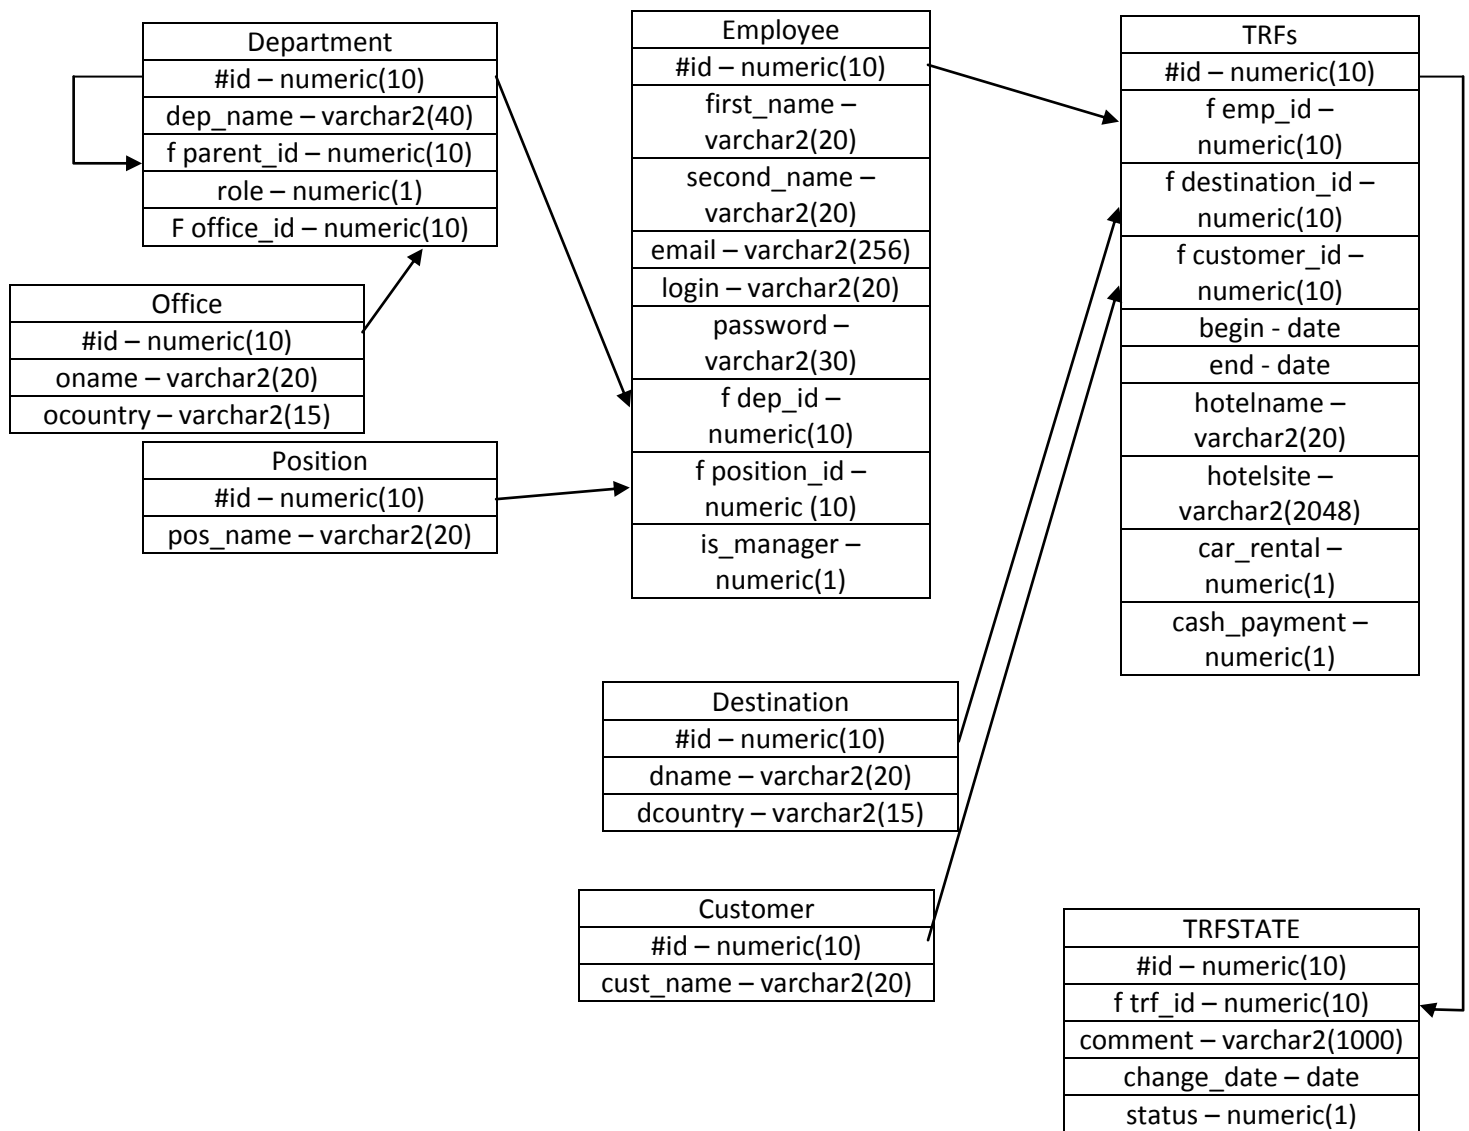 Department
#id – numeric(10)
dep_name – varchar2(40)
f parent_id – numeric(10)
role – numeric(1)
F office_id – numeric(10)
Office
#id – numeric(10)
oname – varchar2(20)
ocountry – varchar2(15)
Position
#id – numeric(10)
pos_name – varchar2(20)
Employee
#id – numeric(10)
first_name –
varchar2(20)
second_name –
varchar2(20)
email – varchar2(256)
login – varchar2(20)
password –
varchar2(30)
f dep_id –
numeric(10)
f position_id –
numeric (10)
is_manager –
numeric(1)
Destination
#id – numeric(10)
dname – varchar2(20)
dcountry – varchar2(15)
Customer
#id – numeric(10)
cust_name – varchar2(20)
TRFs
#id – numeric(10)
f emp_id –
numeric(10)
f destination_id –
numeric(10)
f customer_id –
numeric(10)
begin - date
end - date
hotelname –
varchar2(20)
hotelsite –
varchar2(2048)
car_rental –
numeric(1)
cash_payment –
numeric(1)
TRFSTATE
#id – numeric(10)
f trf_id – numeric(10)
comment – varchar2(1000)
change_date – date
status – numeric(1)